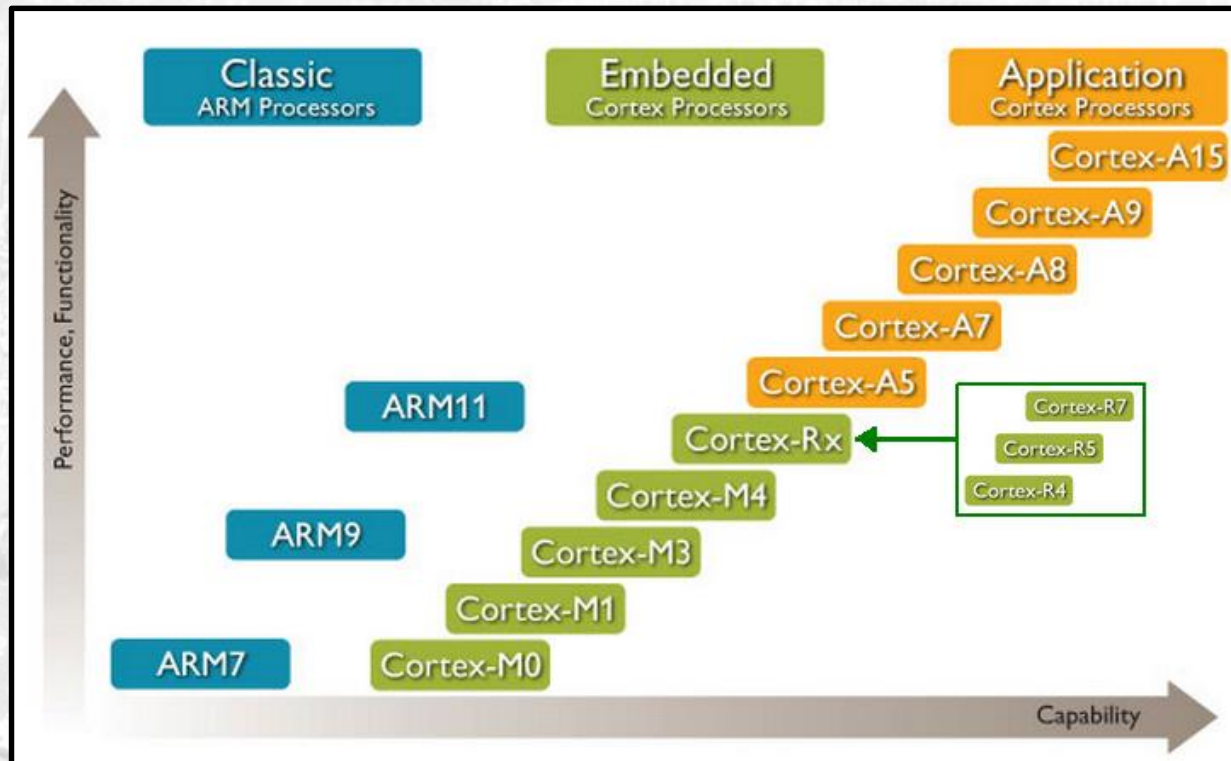 Classic
ARM Processors
Embedded
Cortex Processors
Application
Cortex Processors
Cortex-A15
Cortex-A9
Cortex-A8
Cortex-A7
Cortex-A5
ARM11
Cortex-R7
Cortex-Rx
Cortex-R5
Cortex-R4
Cortex-M4
ARM9
Cortex-M3
Cortex-M1
ARM7
Cortex-M0
Performance, Functionality
Capability